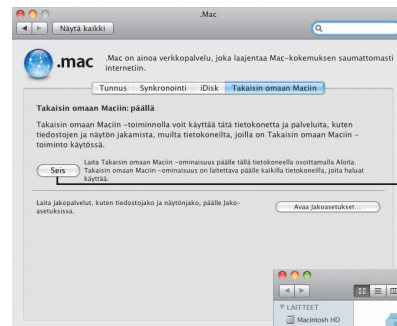 .Mac
Näytä kaikki
.mac
.Mac on ainoa verkkopalvelu, joka laajentaa Mac-kokemuksen saumattomasti
internetiin.
Tunnus Synkronointi iDisk Takaisin omaan Maciin
Takaisin omaan Maciin: päällä
Takaisin omaan Maciin -toiminnolla voit käyttää tätä tietokonetta ja palveluita, kuten
tiedostojen ja näytön jakamista, muilta tietokoneilta, joilla on Takaisin omaan Maciin -
toiminto käytössä.
Seis
Laita Takaisin omaan Maciin -ominaisuus päälle tällä tietokoneella osoittamalla Aloita.
Takaisin omaan Maciin -ominaisuus on laitettava päälle kaikilla tietokoneilla, joita haluat
käyttää.
Laita jakopalvelut, kuten tiedostojako ja näytönjako, päälle Jako-
asetuksissa.
Avaa Jakoasetukset...
LAITTEET
Macintosh HD